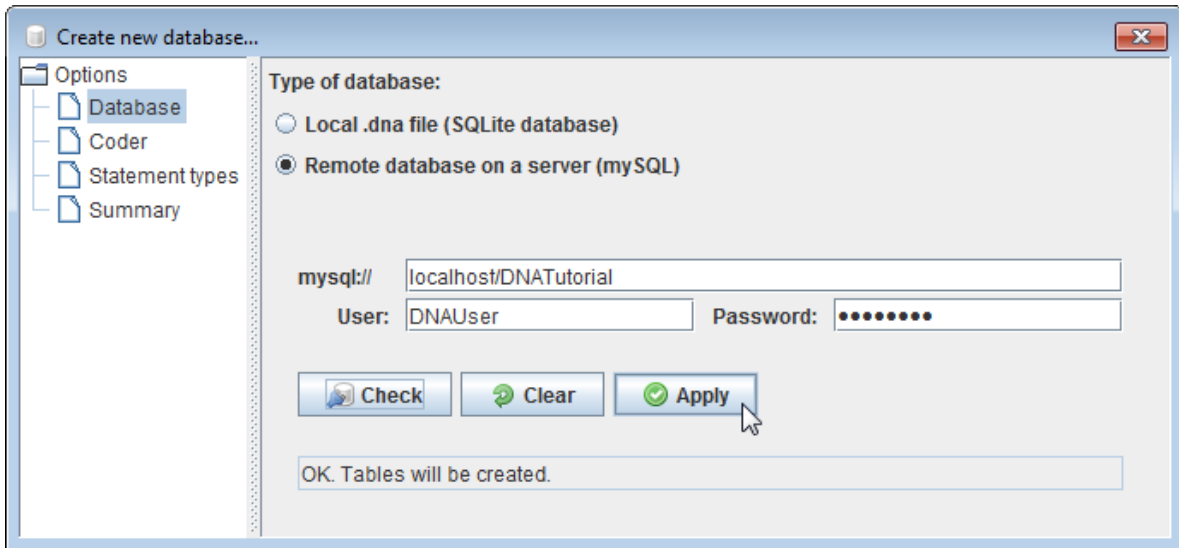 Create new database...
Options
Database
Coder
Statement types
Summary
Type of database:
Local .dna file (SQLite database)
Remote database on a server (mySQL)
mysql:// localhost/DNATutorial
User: DNAUser Password: ••••••••
Check Clear Apply
OK. Tables will be created.